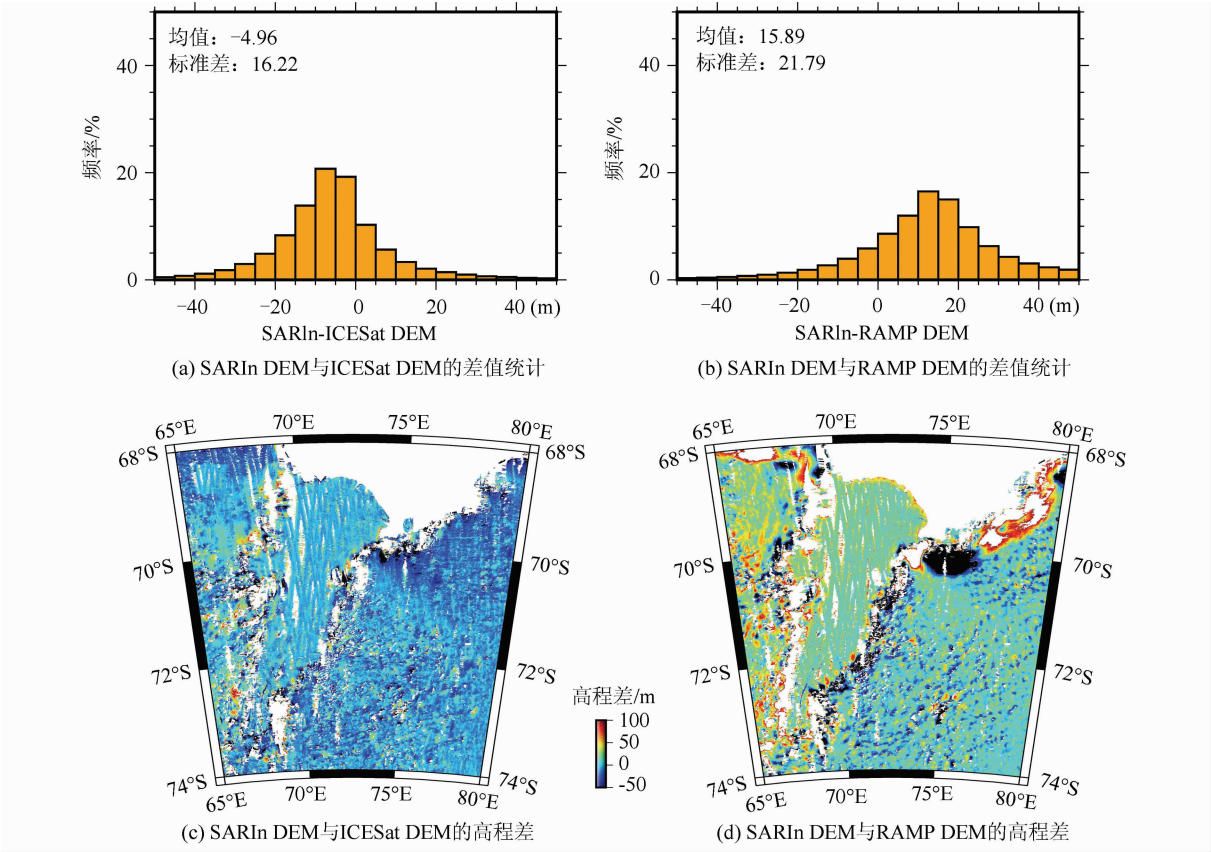 均值：−4.96
标准差：16.22
40
20
0
频率/%
−40
−20
0
20
40 (m)
SARIn-ICESat DEM
(a) SARIn DEM与ICESat DEM的差值统计
均值：15.89
标准差：21.79
40
20
0
频率/%
−40
−20
0
20
40 (m)
SARIn-RAMP DEM
(b) SARIn DEM与RAMP DEM的差值统计
65°E
70°E
75°E
80°E
68°S
68°S
70°S
70°S
72°S
72°S
74°S
74°S
65°E
70°E
75°E
80°E
(c) SARIn DEM与ICESat DEM的高程差
高程差/m
100
50
0
-50
65°E
70°E
75°E
80°E
68°S
68°S
70°S
70°S
72°S
72°S
74°S
74°S
65°E
70°E
75°E
80°E
(d) SARIn DEM与RAMP DEM的高程差